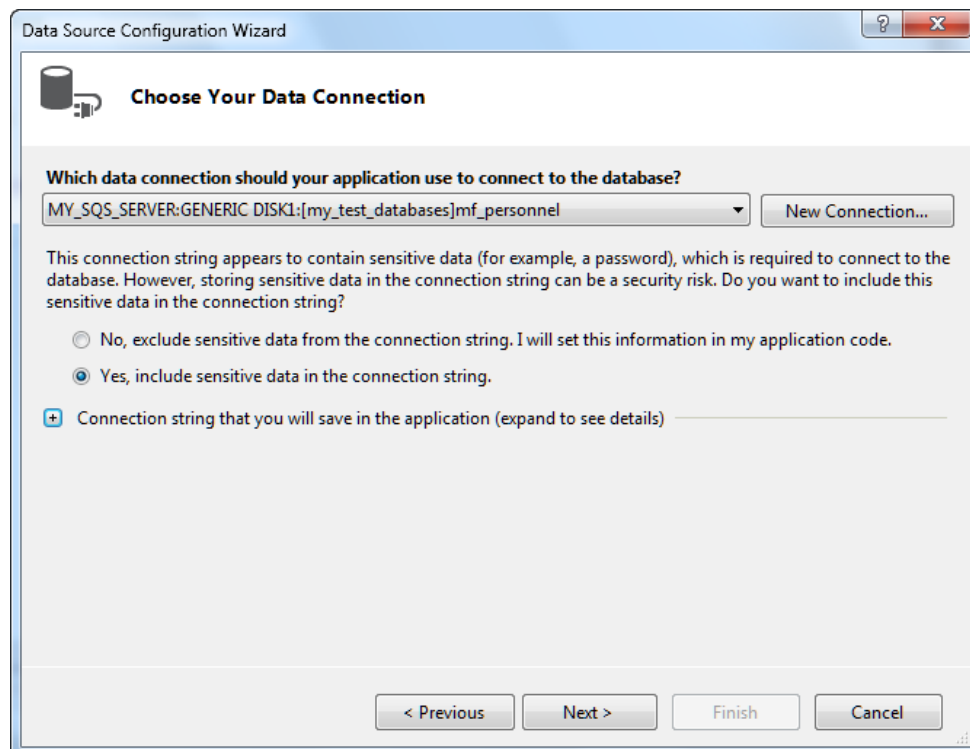 Data Source Configuration Wizard
?
X
Choose Your Data Connection
Which data connection should your application use to connect to the database?
MY_SQS_SERVER:GENERIC DISK1:[my_test_databases]mf_personnel
New Connection...
This connection string appears to contain sensitive data (for example, a password), which is required to connect to the
database. However, storing sensitive data in the connection string can be a security risk. Do you want to include this
sensitive data in the connection string?
No, exclude sensitive data from the connection string. I will set this information in my application code.
Yes, include sensitive data in the connection string.
+ Connection string that you will save in the application (expand to see details)
< Previous
Next >
Finish
Cancel